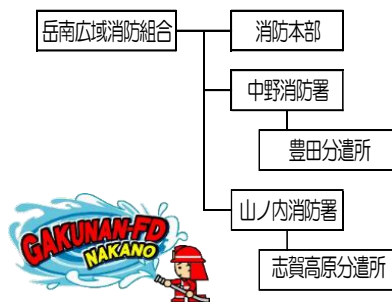 岳南広域消防組合
消防本部
中野消防署
豊田分遣所
山ノ内消防署
志賀高原分遣所
GAKUNAN-FD
NAKANO